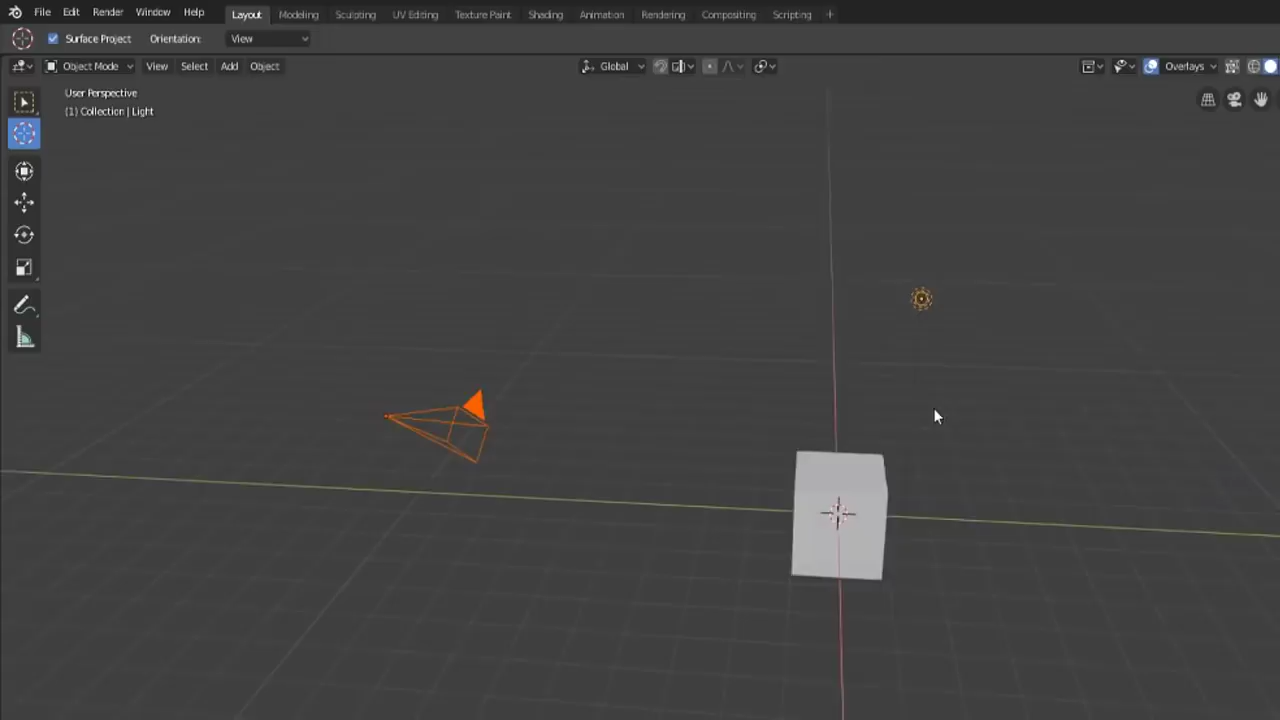 File Edit Render Window Help Layout Modeling Sculpting UV Editing Texture Paint Shading Animation Rendering Compositing Scripting +
Surface Project Orientation: View
Object Mode View Select Add Object Global Overlays
User Perspective
(1) Collection | Light